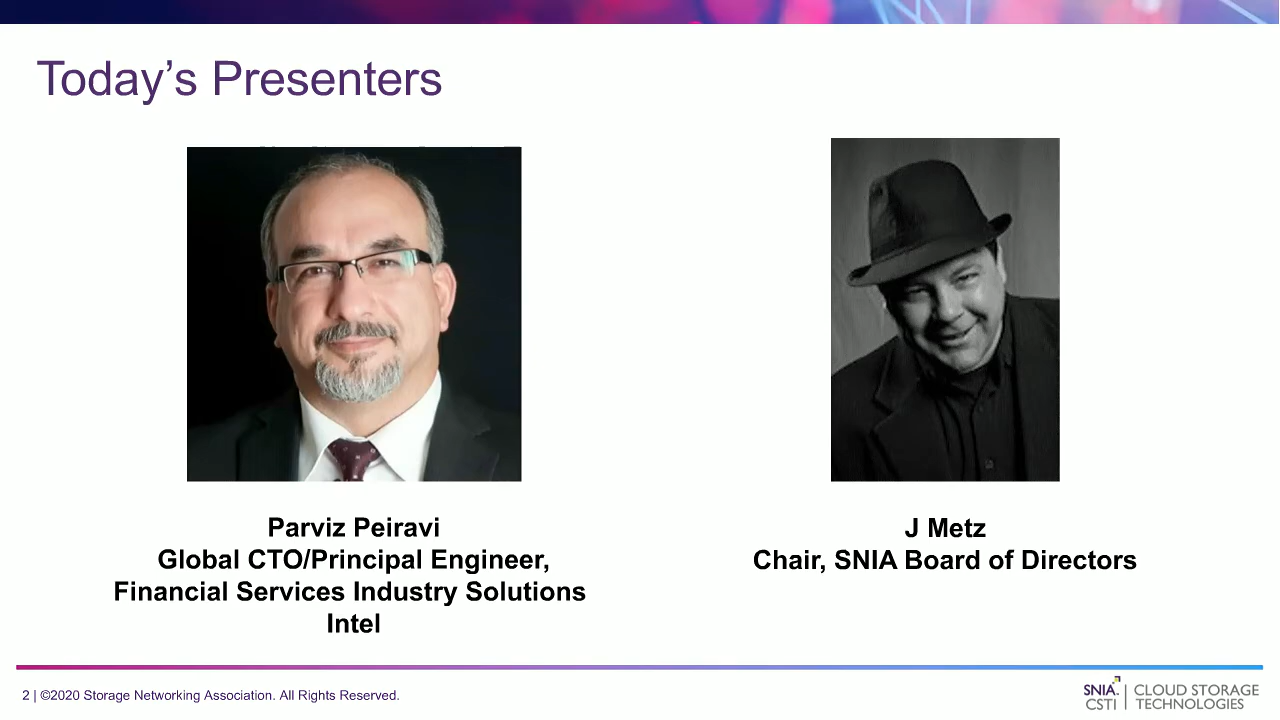 Today’s Presenters
Parviz Peiravi
Global CTO/Principal Engineer,
Financial Services Industry Solutions
Intel
J Metz
Chair, SNIA Board of Directors
2 | ©2020 Storage Networking Association. All Rights Reserved.
SNIA.
CSTI
CLOUD STORAGE
TECHNOLOGIES